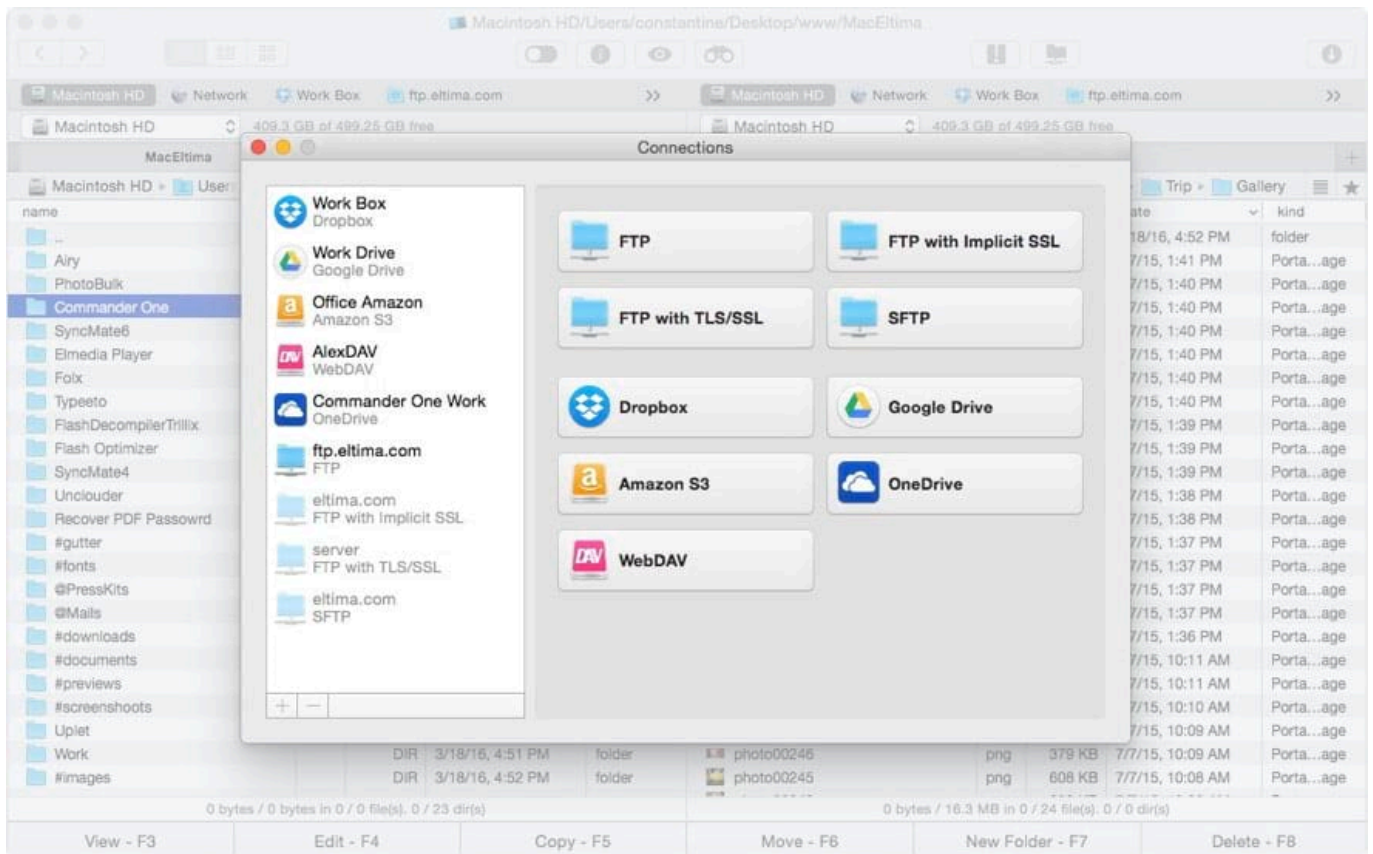 Macintosh HD/Users/constantine/Desktop/www/MacEltima
Macintosh HD Network Work Box ftp.eltima.com >>
Macintosh HD Network Work Box ftp.eltima.com >>
Macintosh HD 409.3 GB of 499.25 GB free
Macintosh HD 409.3 GB of 499.25 GB free
MacEltima
Macintosh HD
Trip Gallery
name
kind
..
Airy
PhotoBulk
Commander One
SyncMate6
Elmedia Player
Folx
Typeeto
FlashDecompilerTrillix
Flash Optimizer
SyncMate4
Unclouder
Recover PDF Passowrd
#gutter
#fonts
@PressKits
@Mails
#downloads
#documents
#previews
#screenshoots
Uplet
Work DIR 3/18/16, 4:51 PM folder
#images DIR 3/18/16, 4:52 PM folder
Connections
Work Box
Dropbox
Work Drive
Google Drive
Office Amazon
Amazon S3
AlexDAV
WebDAV
Commander One Work
OneDrive
ftp.eltima.com
FTP
eltima.com
FTP with Implicit SSL
server
FTP with TLS/SSL
eltima.com
SFTP
+ −
FTP
FTP with Implicit SSL
FTP with TLS/SSL
SFTP
Dropbox
Google Drive
Amazon S3
OneDrive
WebDAV
18/16, 4:52 PM folder
7/15, 1:41 PM Porta...age
7/15, 1:40 PM Porta...age
7/15, 1:40 PM Porta...age
7/15, 1:40 PM Porta...age
7/15, 1:40 PM Porta...age
7/15, 1:40 PM Porta...age
7/15, 1:40 PM Porta...age
7/15, 1:39 PM Porta...age
7/15, 1:39 PM Porta...age
7/15, 1:39 PM Porta...age
7/15, 1:38 PM Porta...age
7/15, 1:38 PM Porta...age
7/15, 1:37 PM Porta...age
7/15, 1:37 PM Porta...age
7/15, 1:37 PM Porta...age
7/15, 1:37 PM Porta...age
7/15, 1:36 PM Porta...age
7/15, 10:11 AM Porta...age
7/15, 10:11 AM Porta...age
7/15, 10:10 AM Porta...age
7/15, 10:09 AM Porta...age
photo00246 png 379 KB 7/7/15, 10:09 AM Porta...age
photo00245 png 608 KB 7/7/15, 10:08 AM Porta...age
0 bytes / 0 bytes in 0 / 0 file(s). 0 / 23 dir(s)
0 bytes / 16.3 MB in 0 / 24 file(s). 0 / 0 dir(s)
View - F3 Edit - F4 Copy - F5 Move - F6 New Folder - F7 Delete - F8